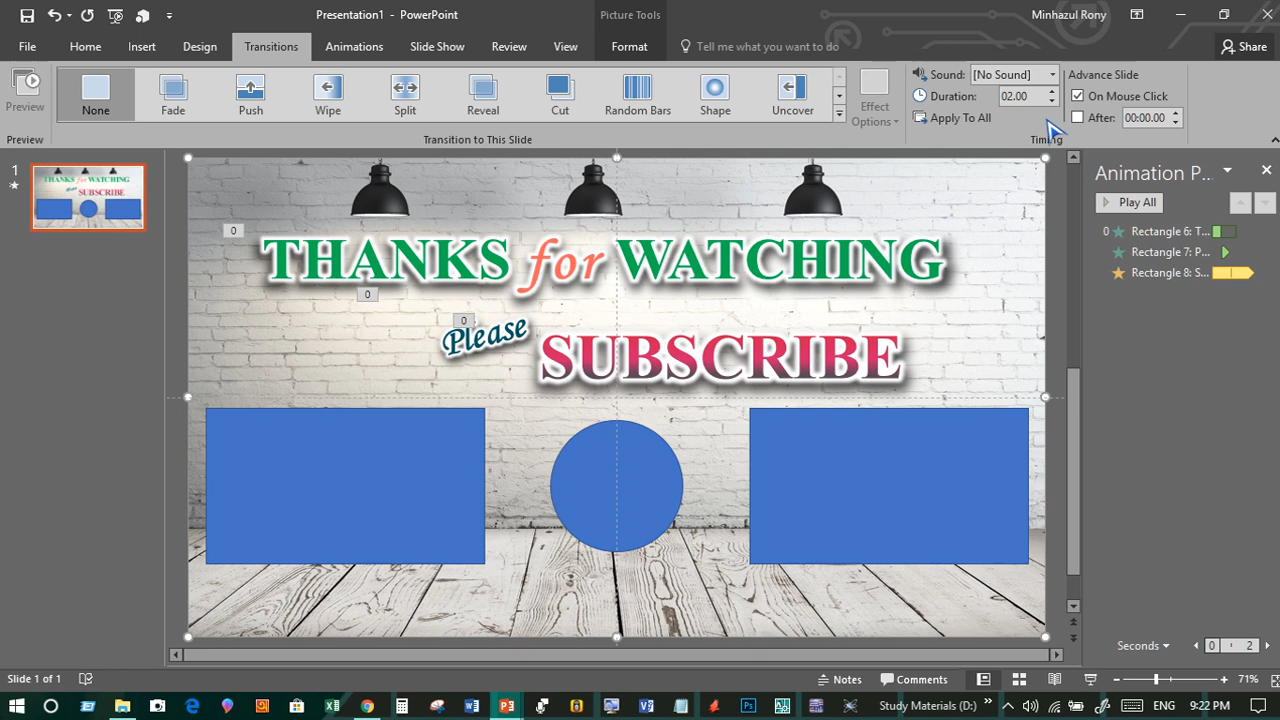 Presentation1 - PowerPoint
Picture Tools
Minhazul Rony
File
Home
Insert
Design
Transitions
Animations
Slide Show
Review
View
Format
Tell me what you want to do
Share
Preview
None
Fade
Push
Wipe
Split
Reveal
Cut
Random Bars
Shape
Uncover
Effect
Options
Sound:
[No Sound]
Duration:
02.00
Apply To All
Advance Slide
On Mouse Click
After:
00:00.00
Preview
Transition to This Slide
Timing
1
THANKS for WATCHING
Please
SUBSCRIBE
0
THANKS for WATCHING
0
0
Please
SUBSCRIBE
Animation P...
Play All
0
Rectangle 6: T...
Rectangle 7: P...
Rectangle 8: S...
Seconds
0
2
Slide 1 of 1
Notes
Comments
71%
Study Materials (D:)
ENG
9:22 PM